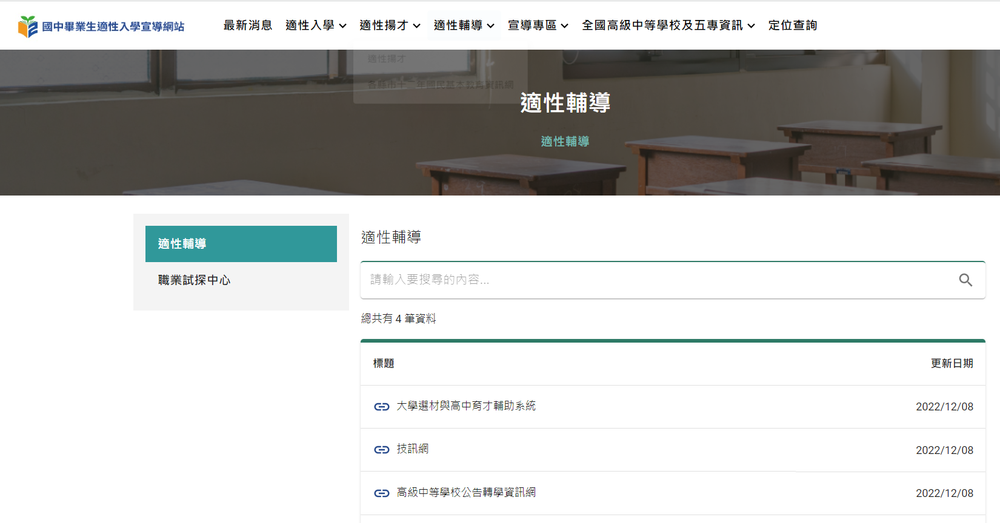 國中畢業生適性入學宣導網站
最新消息 適性入學 適性揚才 適性輔導 宣導專區 全國高級中等學校及五專資訊 定位查詢
適性揚才
各縣市十二年國民基本教育資訊網
適性輔導
適性輔導
適性輔導
職業試探中心
適性輔導
請輸入要搜尋的內容...
總共有 4 筆資料
標題 更新日期
大學選材與高中育才輔助系統 2022/12/08
技訊網 2022/12/08
高級中等學校公告轉學資訊網 2022/12/08